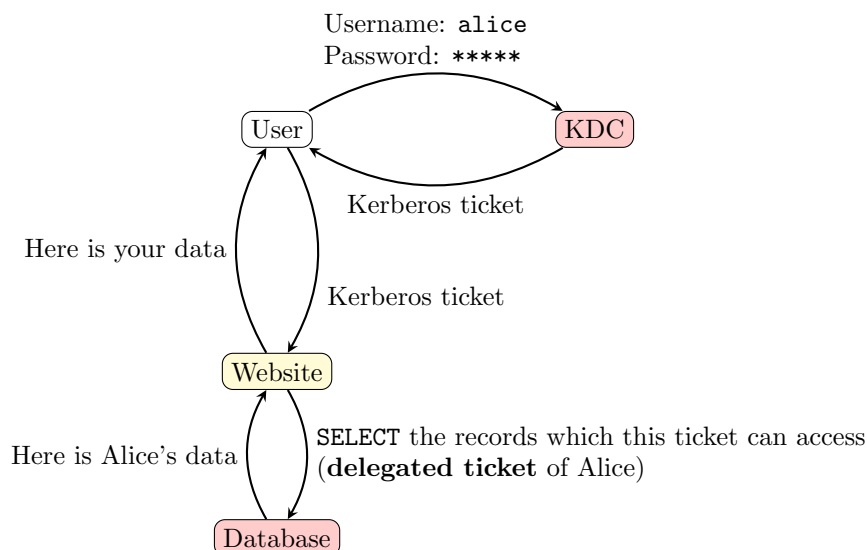 Username: alice
Password: *****
User
KDC
Kerberos ticket
Here is your data
Kerberos ticket
Website
SELECT the records which this ticket can access
(delegated ticket of Alice)
Here is Alice's data
Database